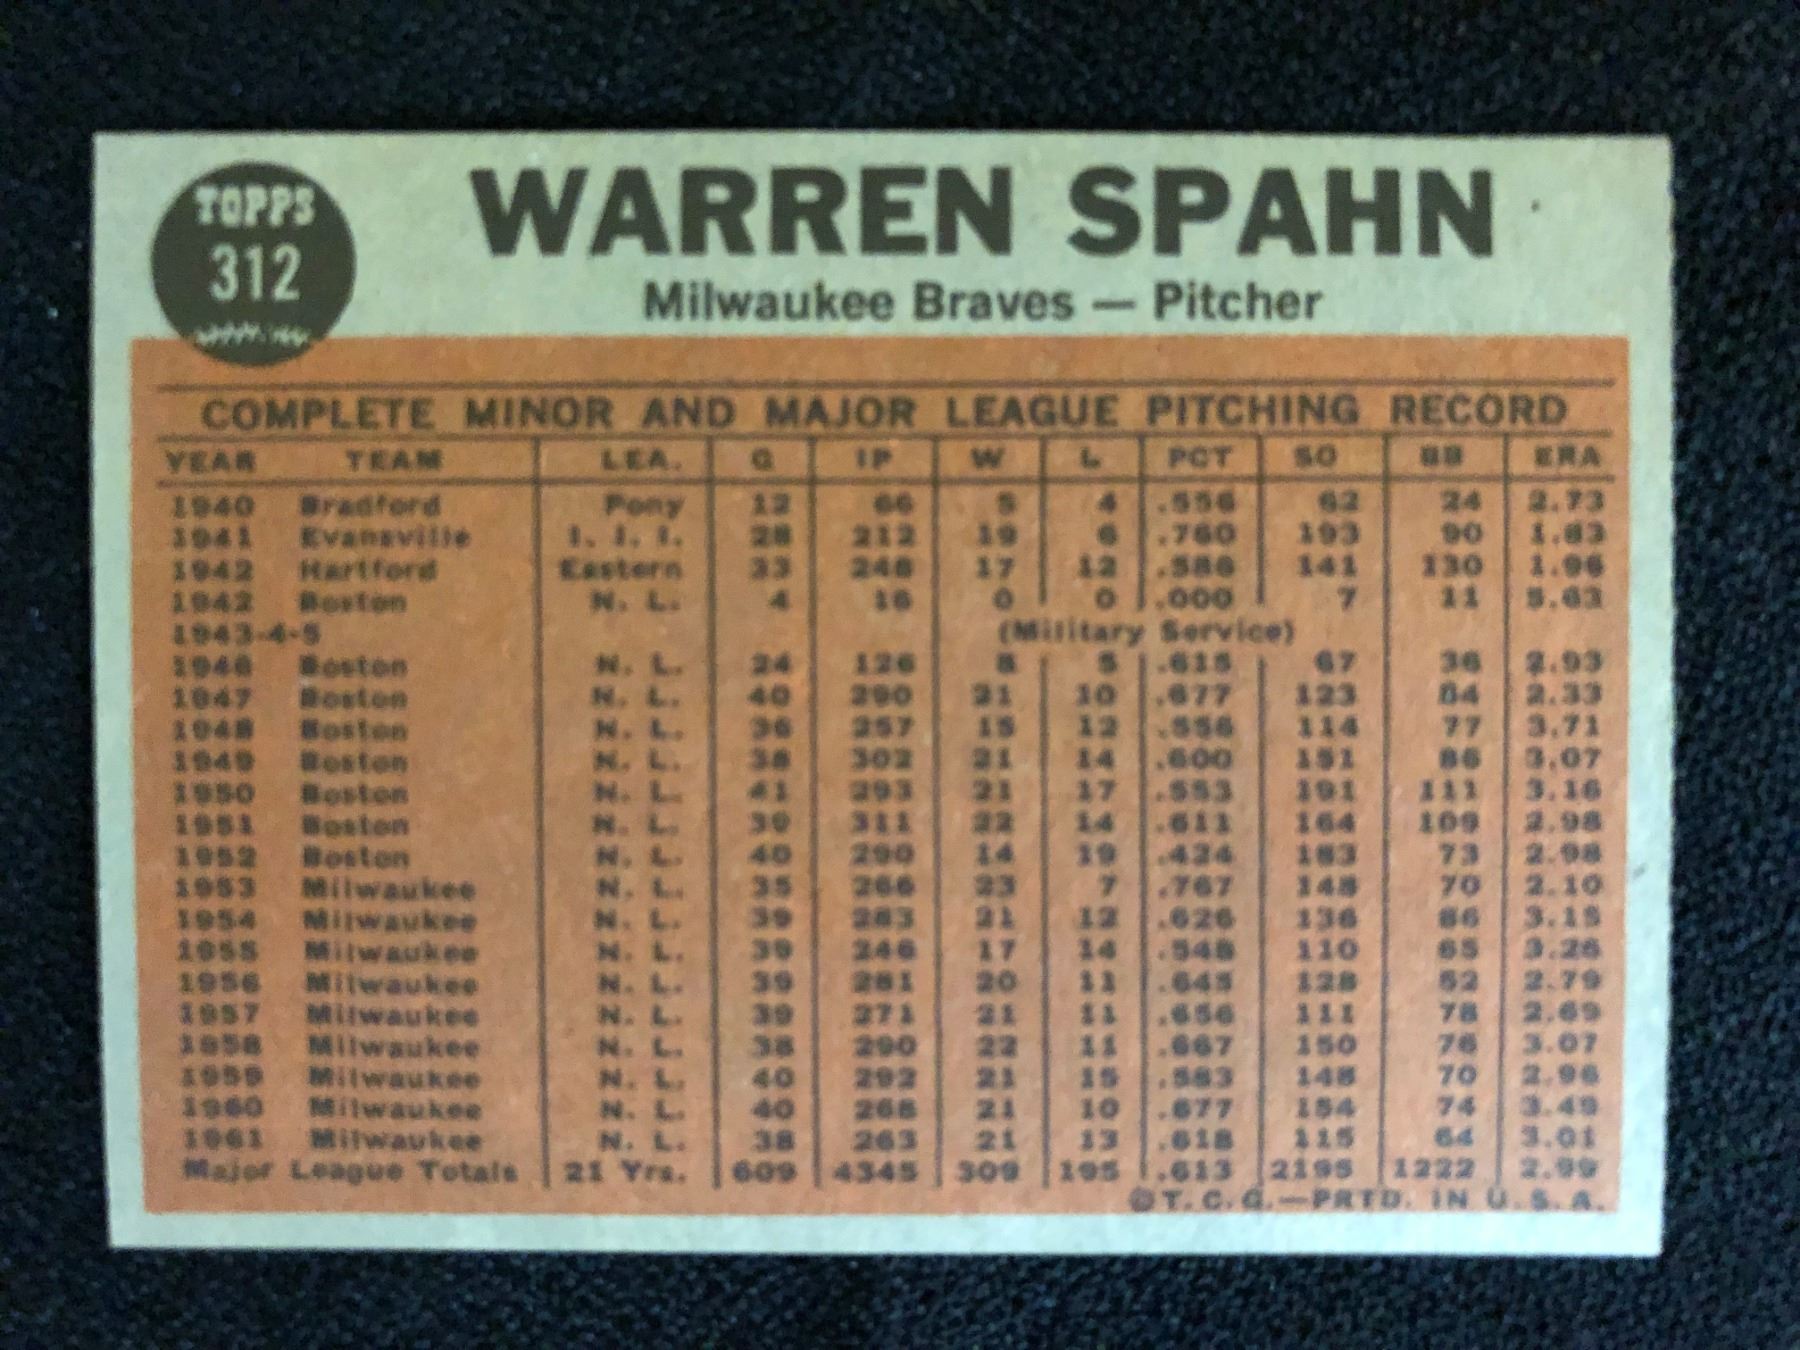 TOPPS
312
WARREN SPAHN
Milwaukee Braves — Pitcher
COMPLETE MINOR AND MAJOR LEAGUE PITCHING RECORD
YEAR TEAM LEA. G IP W L PCT SO BB ERA
1940 Bradford Pony 12 66 5 4 .556 62 24 2.73
1941 Evansville I. I. I. 28 212 19 6 .760 193 90 1.83
1942 Hartford Eastern 33 248 17 12 .586 141 130 1.96
1942 Boston N. L. 4 16 0 0 .000 7 11 5.63
1943-4-5 (Military Service)
1946 Boston N. L. 24 126 8 5 .615 67 36 2.93
1947 Boston N. L. 40 290 21 10 .677 123 84 2.33
1948 Boston N. L. 36 257 15 12 .556 114 77 3.71
1949 Boston N. L. 38 302 21 14 .600 151 86 3.07
1950 Boston N. L. 41 293 21 17 .553 191 111 3.16
1951 Boston N. L. 39 311 22 14 .611 164 109 2.98
1952 Boston N. L. 40 290 14 19 .424 183 73 2.98
1953 Milwaukee N. L. 35 266 23 7 .767 148 70 2.10
1954 Milwaukee N. L. 39 283 21 12 .626 136 86 3.15
1955 Milwaukee N. L. 39 246 17 14 .548 110 65 3.26
1956 Milwaukee N. L. 39 281 20 11 .645 128 52 2.79
1957 Milwaukee N. L. 39 271 21 11 .656 111 78 2.69
1958 Milwaukee N. L. 38 290 22 11 .667 150 76 3.07
1959 Milwaukee N. L. 40 292 21 15 .583 148 70 2.96
1960 Milwaukee N. L. 40 268 21 10 .677 154 74 3.49
1961 Milwaukee N. L. 38 263 21 13 .618 115 64 3.01
Major League Totals 21 Yrs. 609 4345 309 195 .613 2195 1222 2.99
©T. C. G.—PRTD. IN U. S. A.